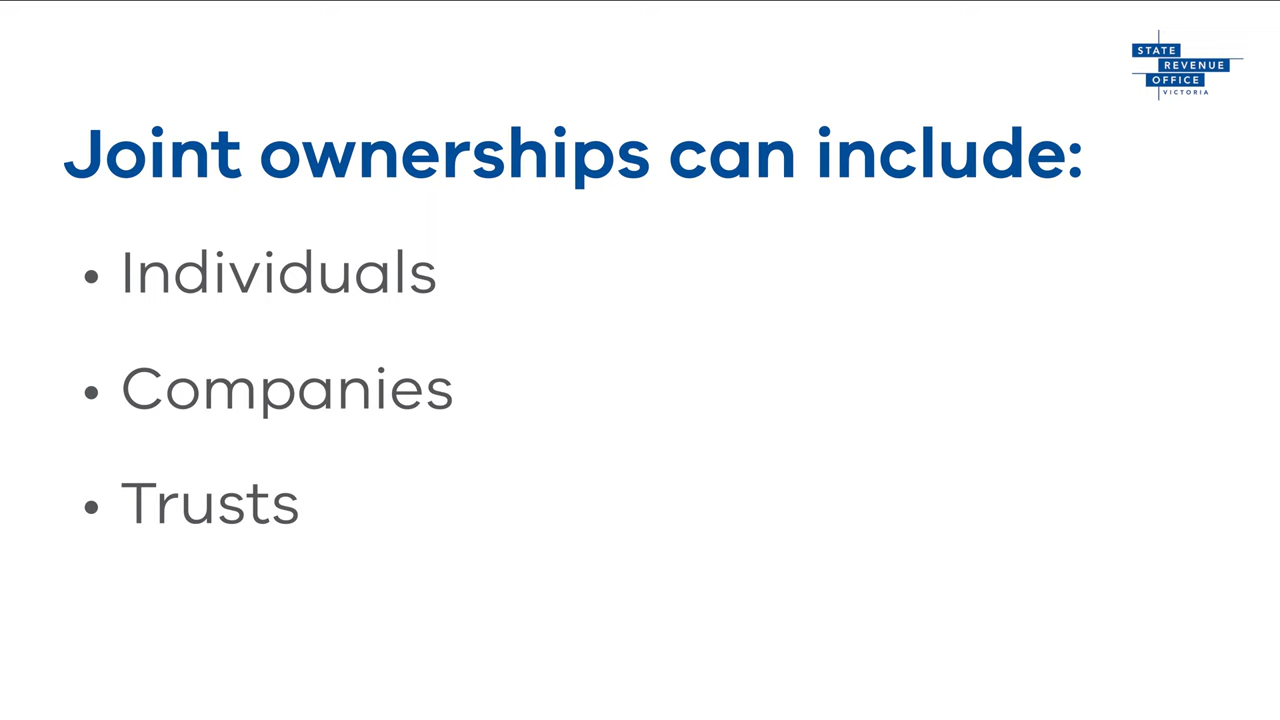 STATE
REVENUE
OFFICE
VICTORIA
Joint ownerships can include:
• Individuals
• Companies
• Trusts